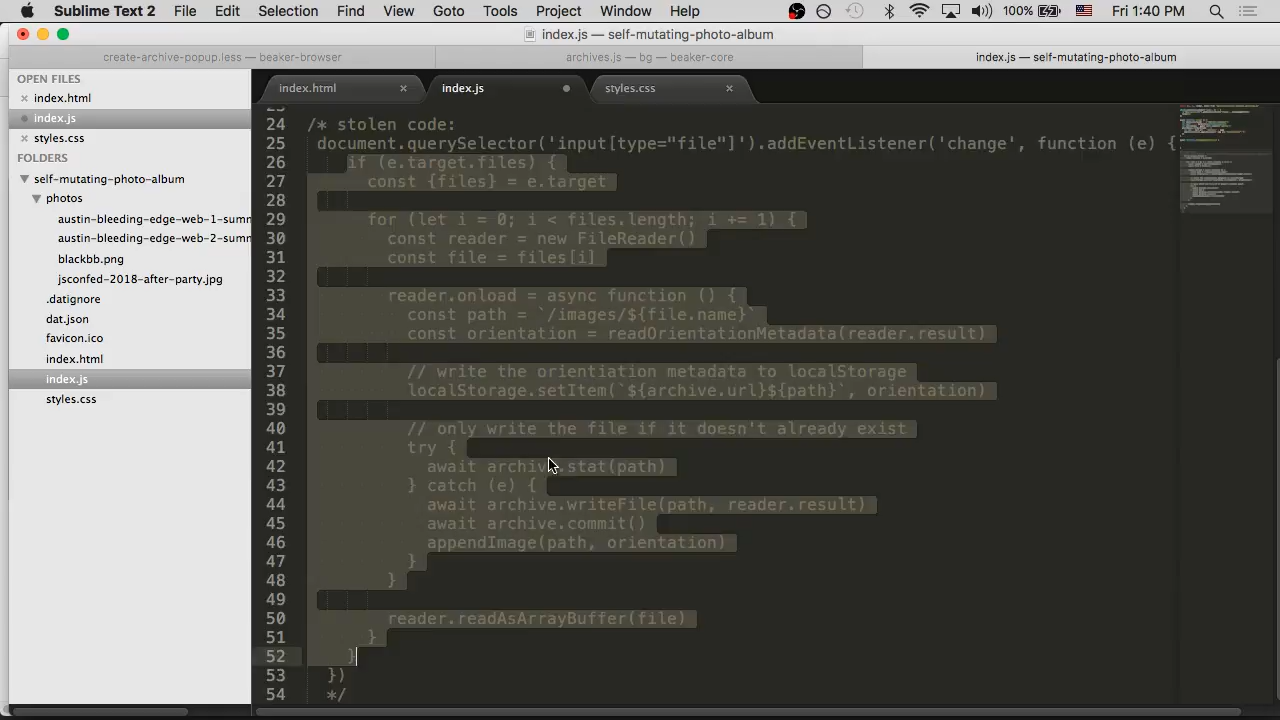 Sublime Text 2 File Edit Selection Find View Goto Tools Project Window Help 100% Fri 1:40 PM
index.js — self-mutating-photo-album
create-archive-popup.less — beaker-browser archives.js — bg — beaker-core index.js — self-mutating-photo-album
OPEN FILES
index.html
index.js
styles.css
FOLDERS
self-mutating-photo-album
photos
austin-bleeding-edge-web-1-summ
austin-bleeding-edge-web-2-summ
blackbb.png
jsconfed-2018-after-party.jpg
.datignore
dat.json
favicon.ico
index.html
index.js
styles.css
index.html index.js styles.css
24 /* stolen code:
25 document.querySelector('input[type="file"]').addEventListener('change', function (e) {
26 if (e.target.files) {
27 const {files} = e.target
28
29 for (let i = 0; i < files.length; i += 1) {
30 const reader = new FileReader()
31 const file = files[i]
32
33 reader.onload = async function () {
34 const path = `/images/${file.name}`
35 const orientation = readOrientationMetadata(reader.result)
36
37 // write the orientiation metadata to localStorage
38 localStorage.setItem(`${archive.url}${path}`, orientation)
39
40 // only write the file if it doesn't already exist
41 try {
42 await archive.stat(path)
43 } catch (e) {
44 await archive.writeFile(path, reader.result)
45 await archive.commit()
46 appendImage(path, orientation)
47 }
48 }
49
50 reader.readAsArrayBuffer(file)
51 }
52 }
53 })
54 */